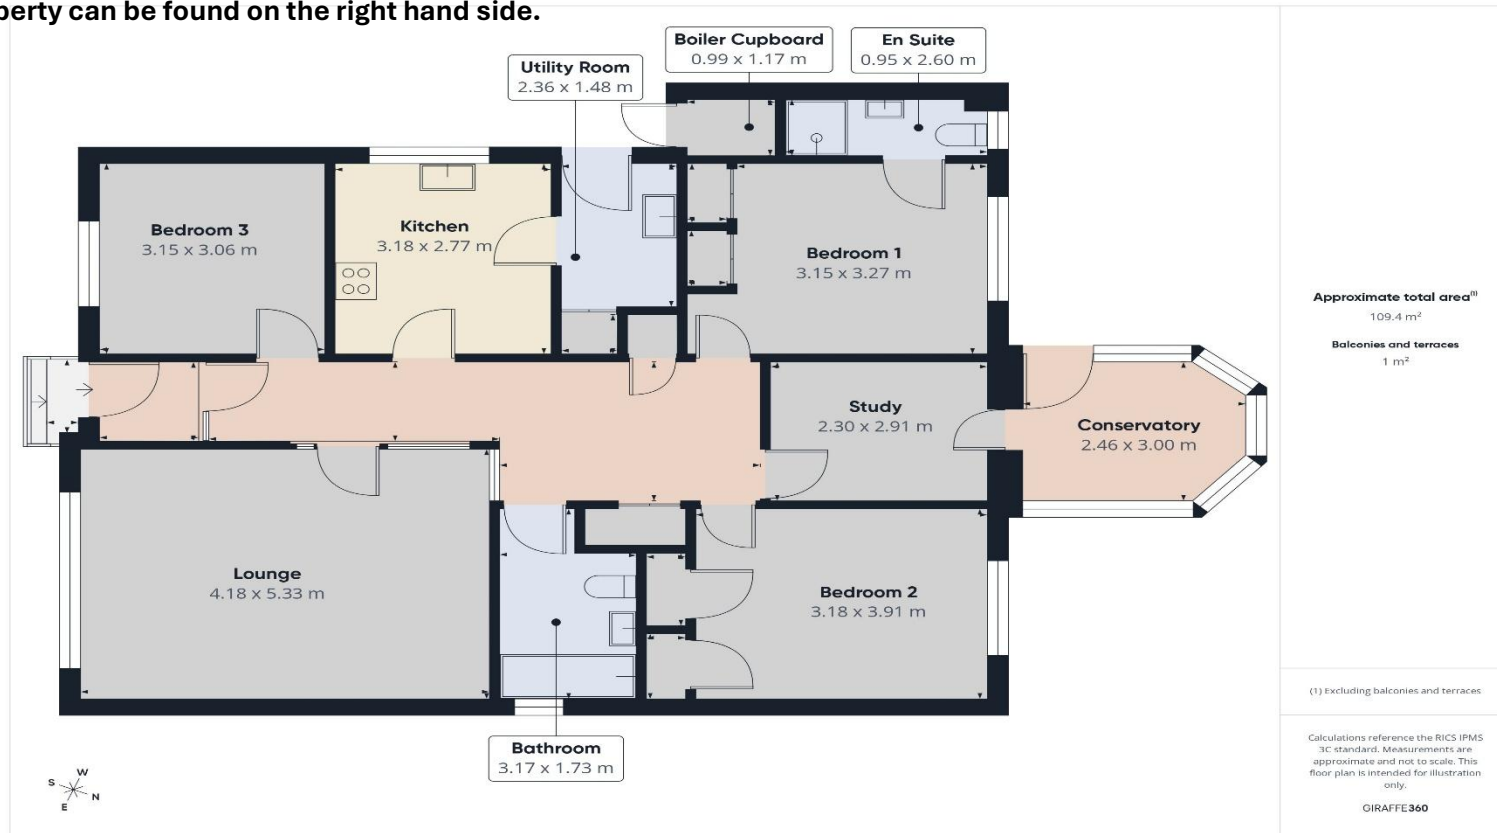 perty can be found on the right hand side.
Boiler Cupboard
0.99 x 1.17 m
En Suite
0.95 x 2.60 m
Utility Room
2.36 x 1.48 m
Bedroom 3
3.15 x 3.06 m
Kitchen
3.18 x 2.77 m
Bedroom 1
3.15 x 3.27 m
Study
2.30 x 2.91 m
Conservatory
2.46 x 3.00 m
Lounge
4.18 x 5.33 m
Bedroom 2
3.18 x 3.91 m
Bathroom
3.17 x 1.73 m
W
S
N
E
Approximate total area(1)
109.4 m²
Balconies and terraces
1 m²
(1) Excluding balconies and terraces
Calculations reference the RICS IPMS
3C standard. Measurements are
approximate and not to scale. This
floor plan is intended for illustration
only.
GIRAFFE360